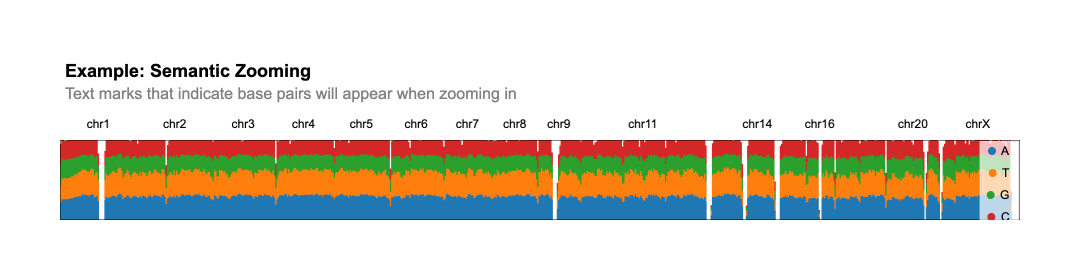 Example: Semantic Zooming
Text marks that indicate base pairs will appear when zooming in
chr1 chr2 chr3 chr4 chr5 chr6 chr7 chr8 chr9 chr11 chr14 chr16 chr20 chrX
A
T
G
C